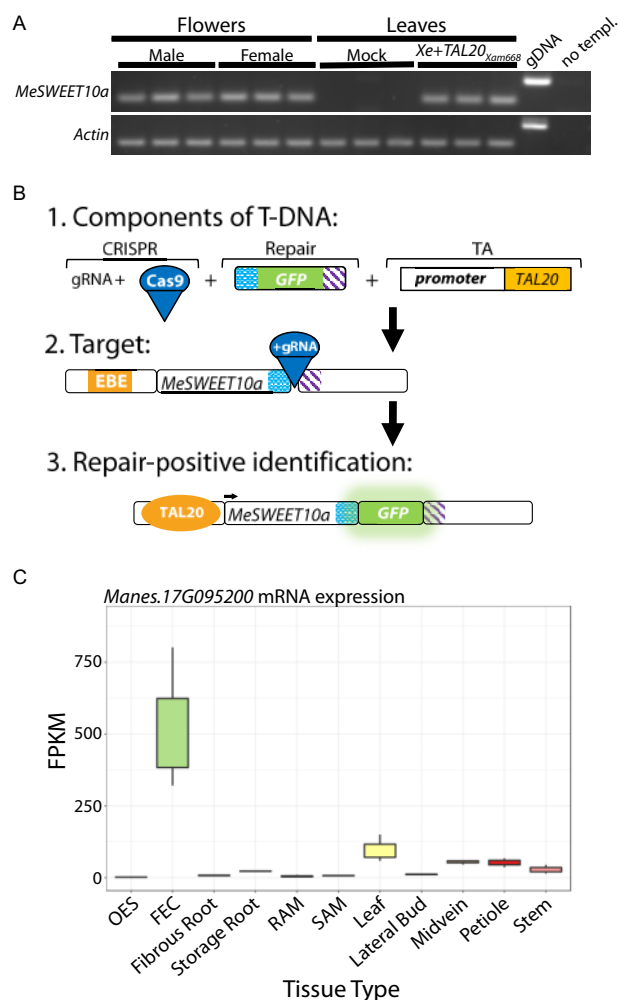 A
Flowers Leaves
Male Female Mock Xe+TAL20Xam668 gDNA no templ.
MeSWEET10a
Actin
B
1. Components of T-DNA:
CRISPR Repair TA
gRNA + Cas9 + GFP + promoter TAL20
2. Target:
+gRNA
EBE MeSWEET10a
3. Repair-positive identification:
TAL20 MeSWEET10a GFP
C
Manes.17G095200 mRNA expression
750
500
250
0
FPKM
OES FEC Fibrous Root Storage Root RAM SAM Leaf Lateral Bud Midvein Petiole Stem
Tissue Type